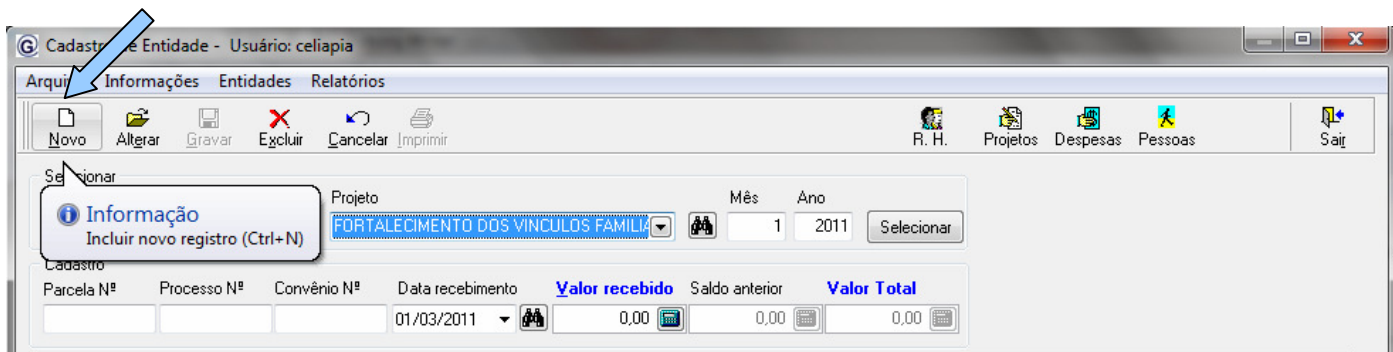 Cadastro de Entidade - Usuário: celiapia
Arqui Informações Entidades Relatórios
Novo Alterar Gravar Excluir Cancelar Imprimir R. H. Projetos Despesas Pessoas Sair
Selecionar
Projeto Mês Ano
Informação
FORTALECIMENTO DOS VINCULOS FAMILIA 1 2011 Selecionar
Incluir novo registro (Ctrl+N)
Cadastro
Parcela Nº Processo Nº Convênio Nº Data recebimento Valor recebido Saldo anterior Valor Total
01/03/2011 0,00 0,00 0,00